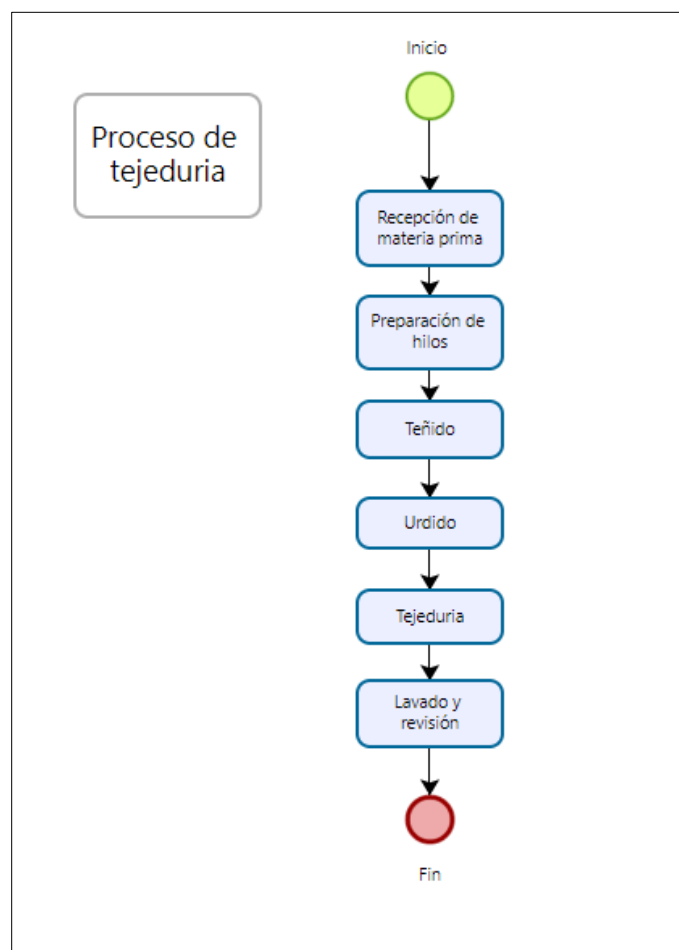 Inicio
Proceso de
tejeduria
Recepción de
materia prima
Preparación de
hilos
Teñido
Urdido
Tejeduria
Lavado y
revisión
Fin